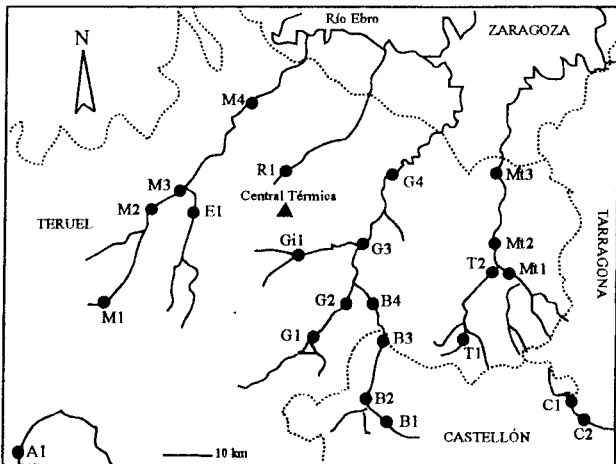 Río Ebro
ZARAGOZA
N
M4
R1
G4
Mt3
M3
Central Térmica
TERUEL
M2
E1
TARRAGONA
Gi1
G3
Mt2
T2
Mt1
M1
G2
B4
G1
B3
T1
B2
B1
C1
C2
A1
10 km
CASTELLÓN